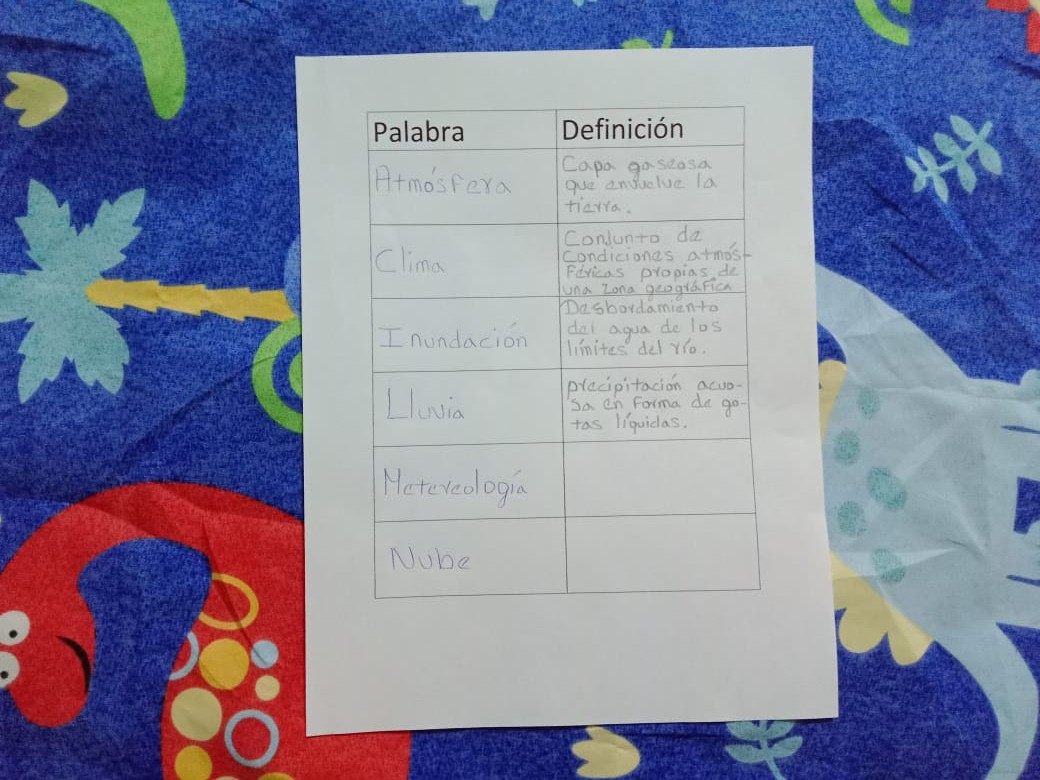 Palabra
Definición
Atmósfera
Capa gaseosa
que envuelve la
tierra.
Clima
Conjunto de
Condiciones atmós-
féricas propias de
una zona geográfica
Inundación
Desbordamiento
del agua de los
límites del río.
Lluvia
precipitación acuo-
sa en forma de go-
tas líquidas.
Metereología
Nube